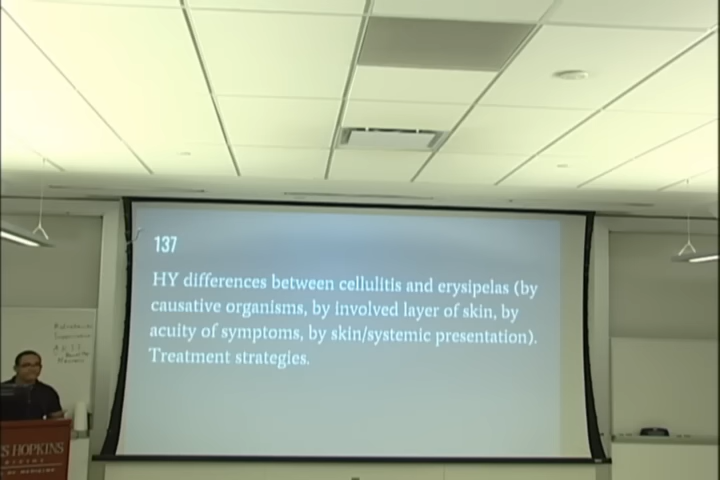 137
HY differences between cellulitis and erysipelas (by
causative organisms, by involved layer of skin, by
acuity of symptoms, by skin/systemic presentation).
Treatment strategies.
HOPKINS